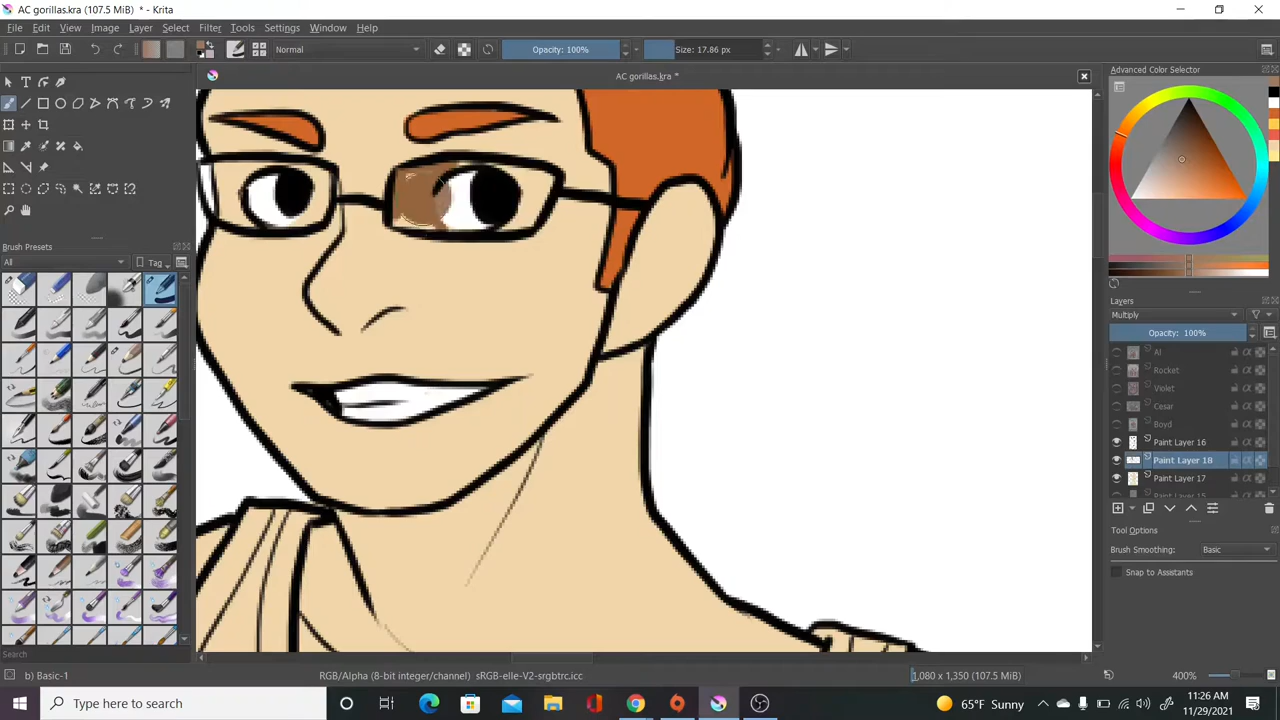 AC gorillas.kra (107.5 MiB) * - Krita
File Edit View Image Layer Select Filter Tools Settings Window Help
Normal
Opacity: 100%
Size: 17.86 px
AC gorillas.kra *
Advanced Color Selector
Brush Presets
All
Tag
Layers
Multiply
Opacity: 100%
Al
Rocket
Violet
Cesar
Boyd
Paint Layer 16
Paint Layer 18
Paint Layer 17
Paint Layer 15
Tool Options
Brush Smoothing: Basic
Snap to Assistants
Search
b) Basic-1
RGB/Alpha (8-bit integer/channel) sRGB-elle-V2-srgbtrc.icc
1,080 x 1,350 (107.5 MiB)
400%
Type here to search
65°F Sunny
11:26 AM
11/29/2021